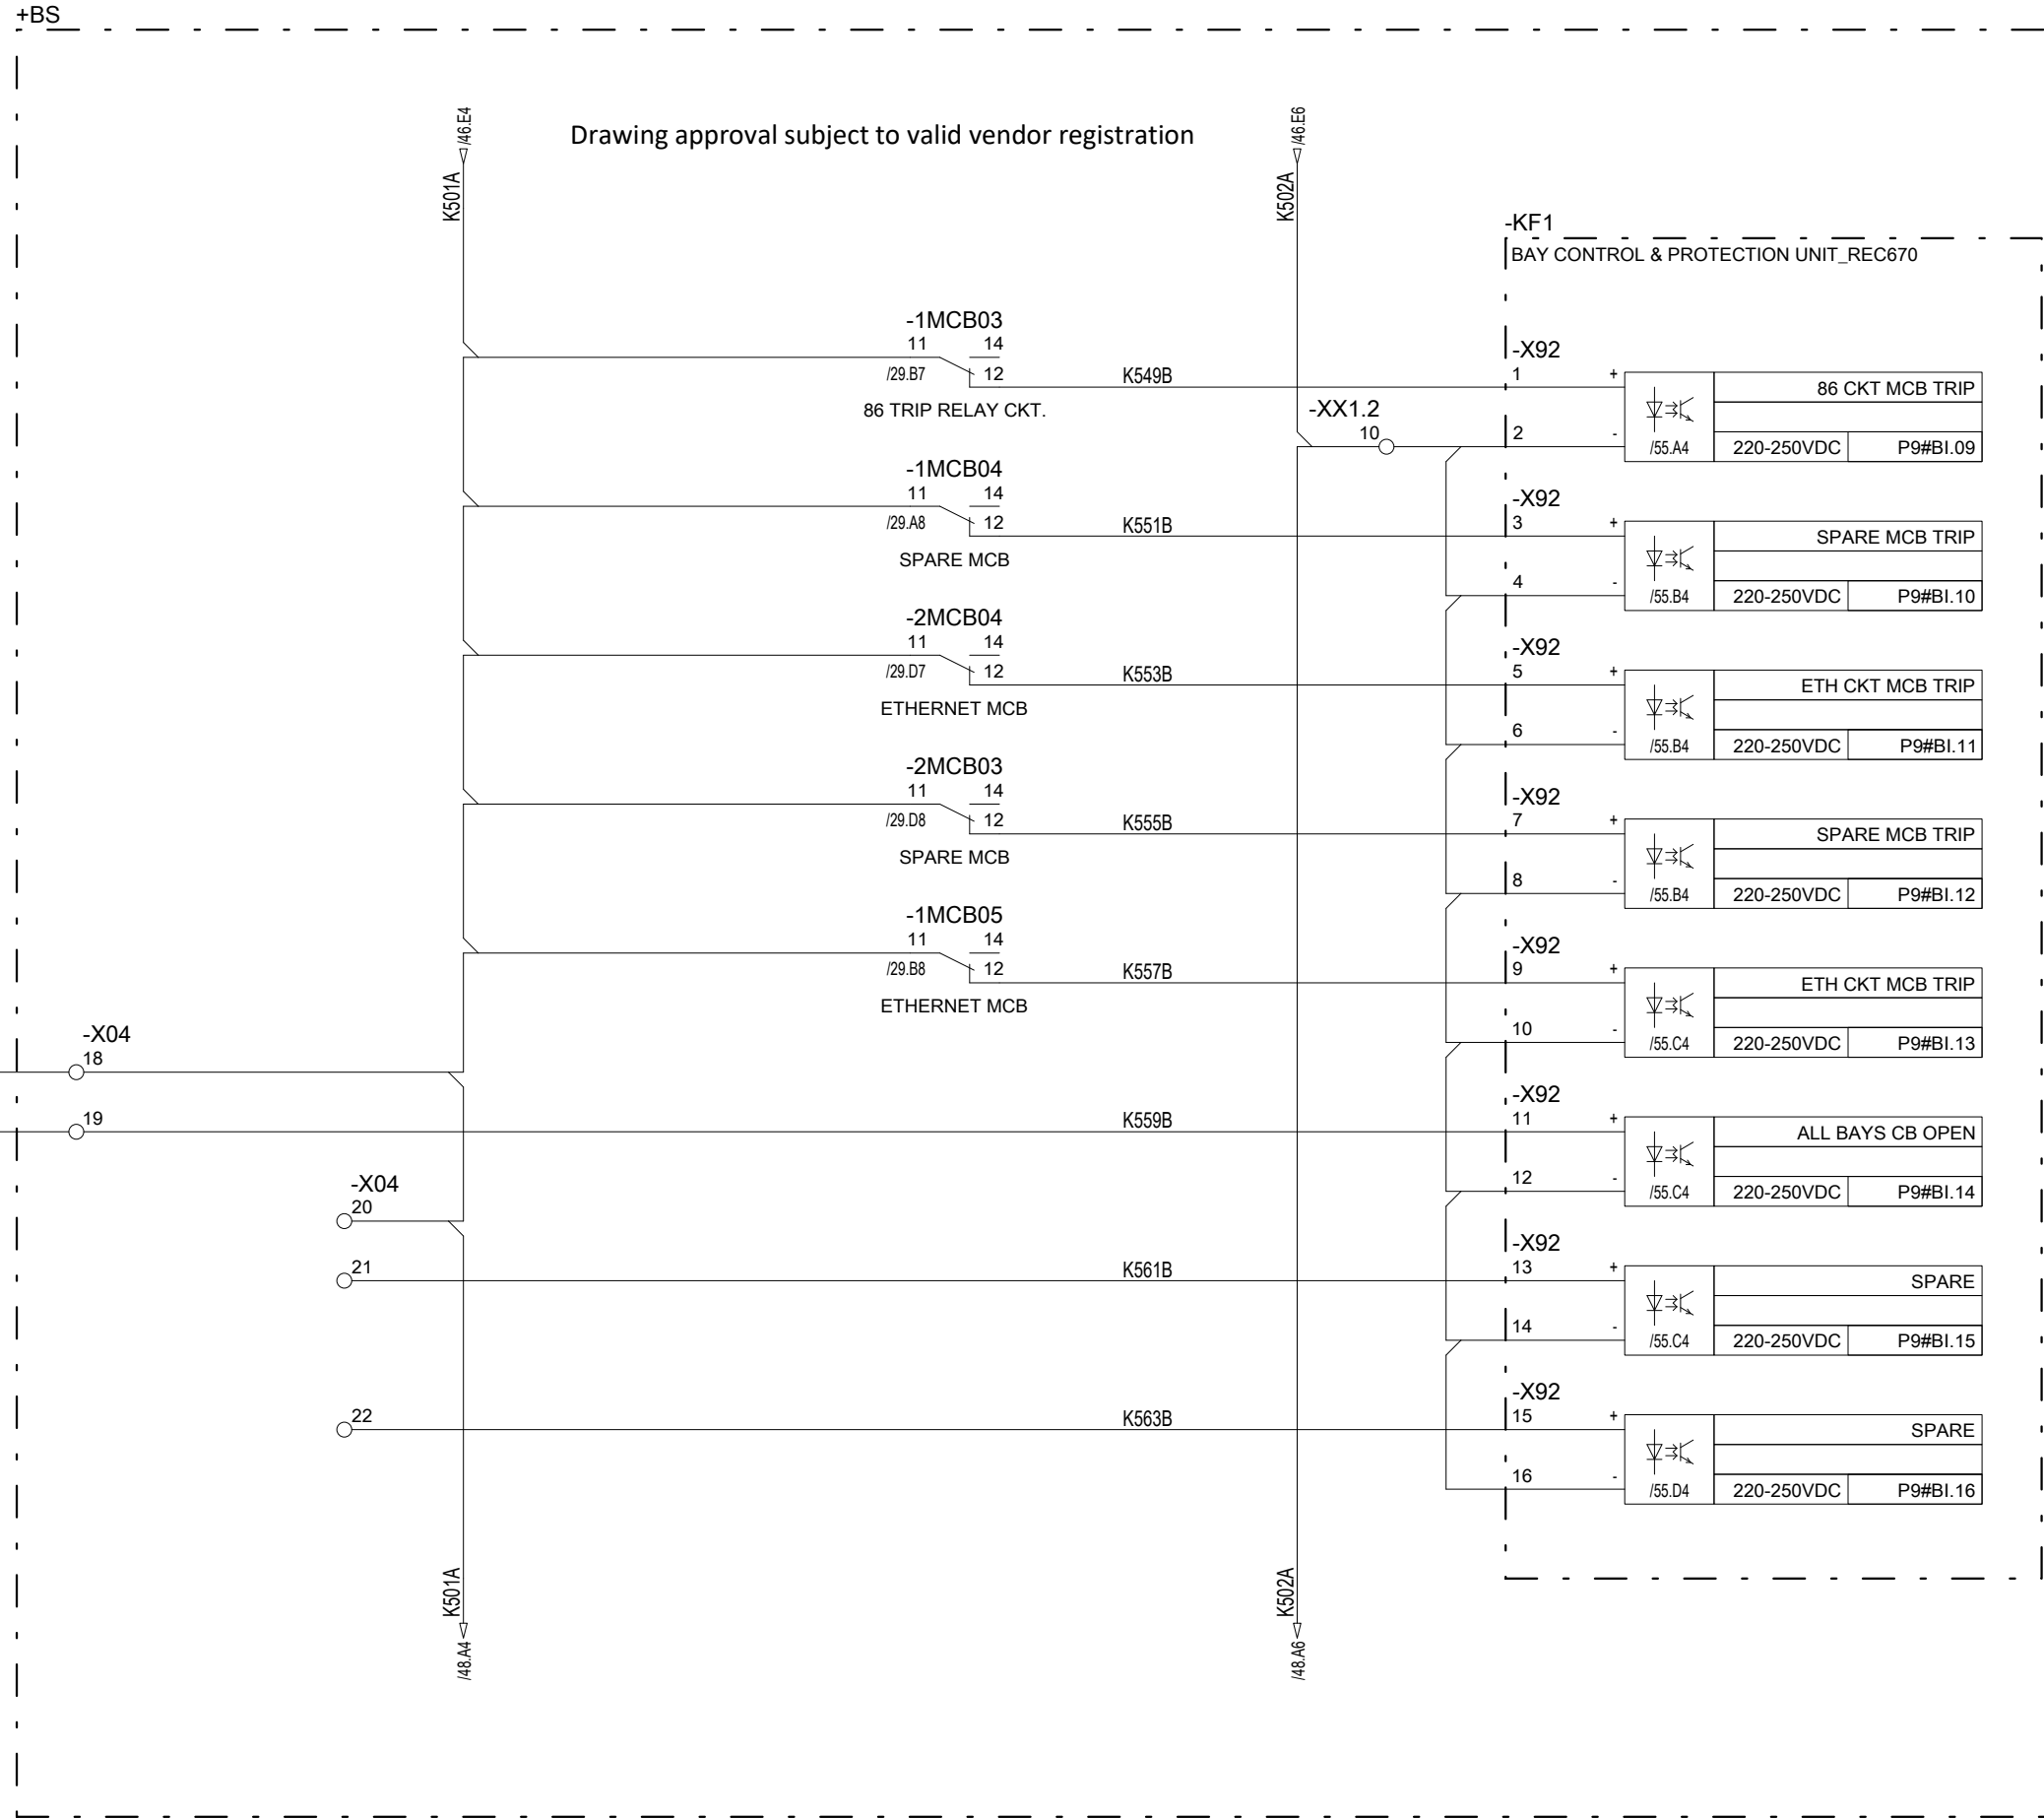 +BS
/46.E4
Drawing approval subject to valid vendor registration
/46.E6
K501A
K502A
-KF1
BAY CONTROL & PROTECTION UNIT_REC670
-1MCB03
11 14
/29.B7 12 K549B
86 TRIP RELAY CKT.
-X92
1 +
86 CKT MCB TRIP
-XX1.2
10
2 -
/55.A4 220-250VDC P9#BI.09
-1MCB04
11 14
/29.A8 12 K551B
SPARE MCB
-X92
3 +
SPARE MCB TRIP
4 -
/55.B4 220-250VDC P9#BI.10
-2MCB04
11 14
/29.D7 12 K553B
ETHERNET MCB
-X92
5 +
ETH CKT MCB TRIP
6 -
/55.B4 220-250VDC P9#BI.11
-2MCB03
11 14
/29.D8 12 K555B
SPARE MCB
-X92
7 +
SPARE MCB TRIP
8 -
/55.B4 220-250VDC P9#BI.12
-1MCB05
11 14
/29.B8 12 K557B
ETHERNET MCB
-X92
9 +
ETH CKT MCB TRIP
10 -
/55.C4 220-250VDC P9#BI.13
-X04
18
19 K559B
-X92
11 +
ALL BAYS CB OPEN
12 -
/55.C4 220-250VDC P9#BI.14
-X04
20
21 K561B
-X92
13 +
SPARE
14 -
/55.C4 220-250VDC P9#BI.15
22 K563B
-X92
15 +
SPARE
16 -
/55.D4 220-250VDC P9#BI.16
K501A
K502A
/48.A4
/48.A6